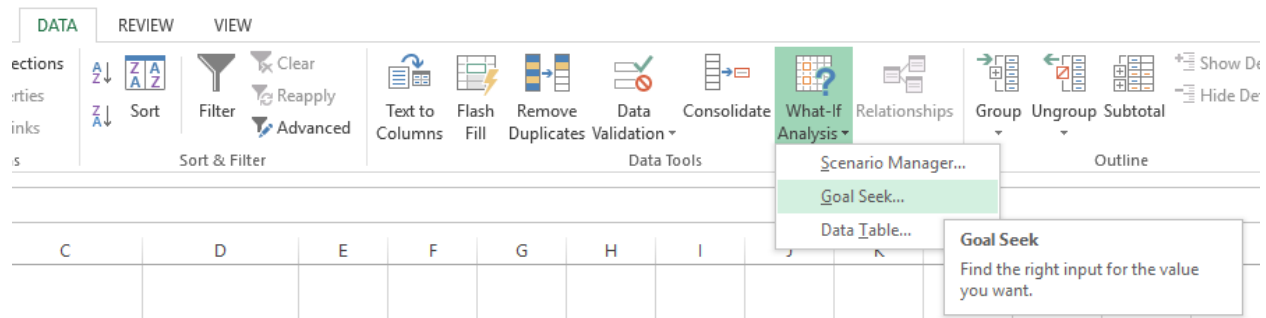 DATA REVIEW VIEW
ections
erties
inks
s
A Z
Z A
Z A
A Z
Sort
Filter
Clear
Reapply
Advanced
Sort & Filter
Text to
Columns
Flash
Fill
Remove
Duplicates
Data
Validation
Consolidate
What-If
Analysis
Relationships
Data Tools
Group
Ungroup
Subtotal
Show De
Hide De
Outline
Scenario Manager...
Goal Seek...
Data Table...
Goal Seek
Find the right input for the value
you want.
C D E F G H I J K